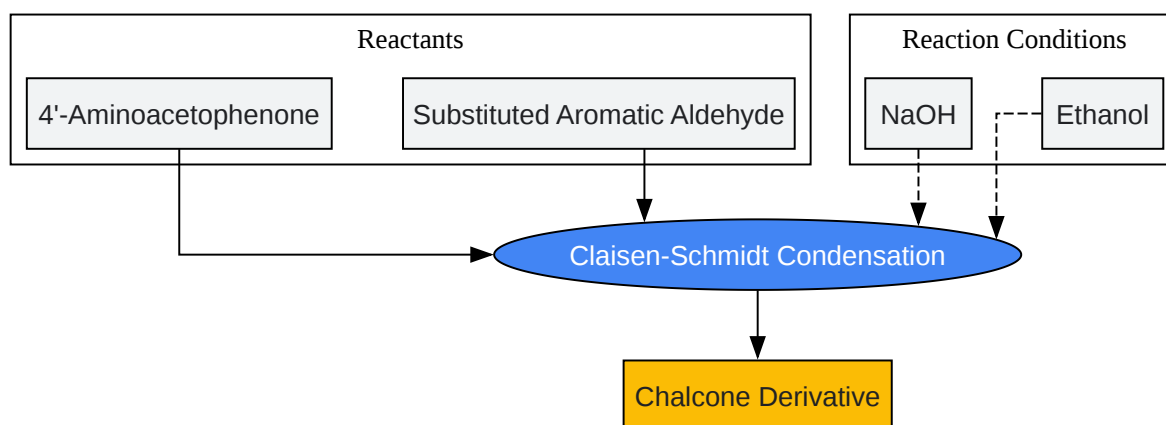 Reactants
Reaction Conditions
4'-Aminoacetophenone
Substituted Aromatic Aldehyde
NaOH
Ethanol
Claisen-Schmidt Condensation
Chalcone Derivative